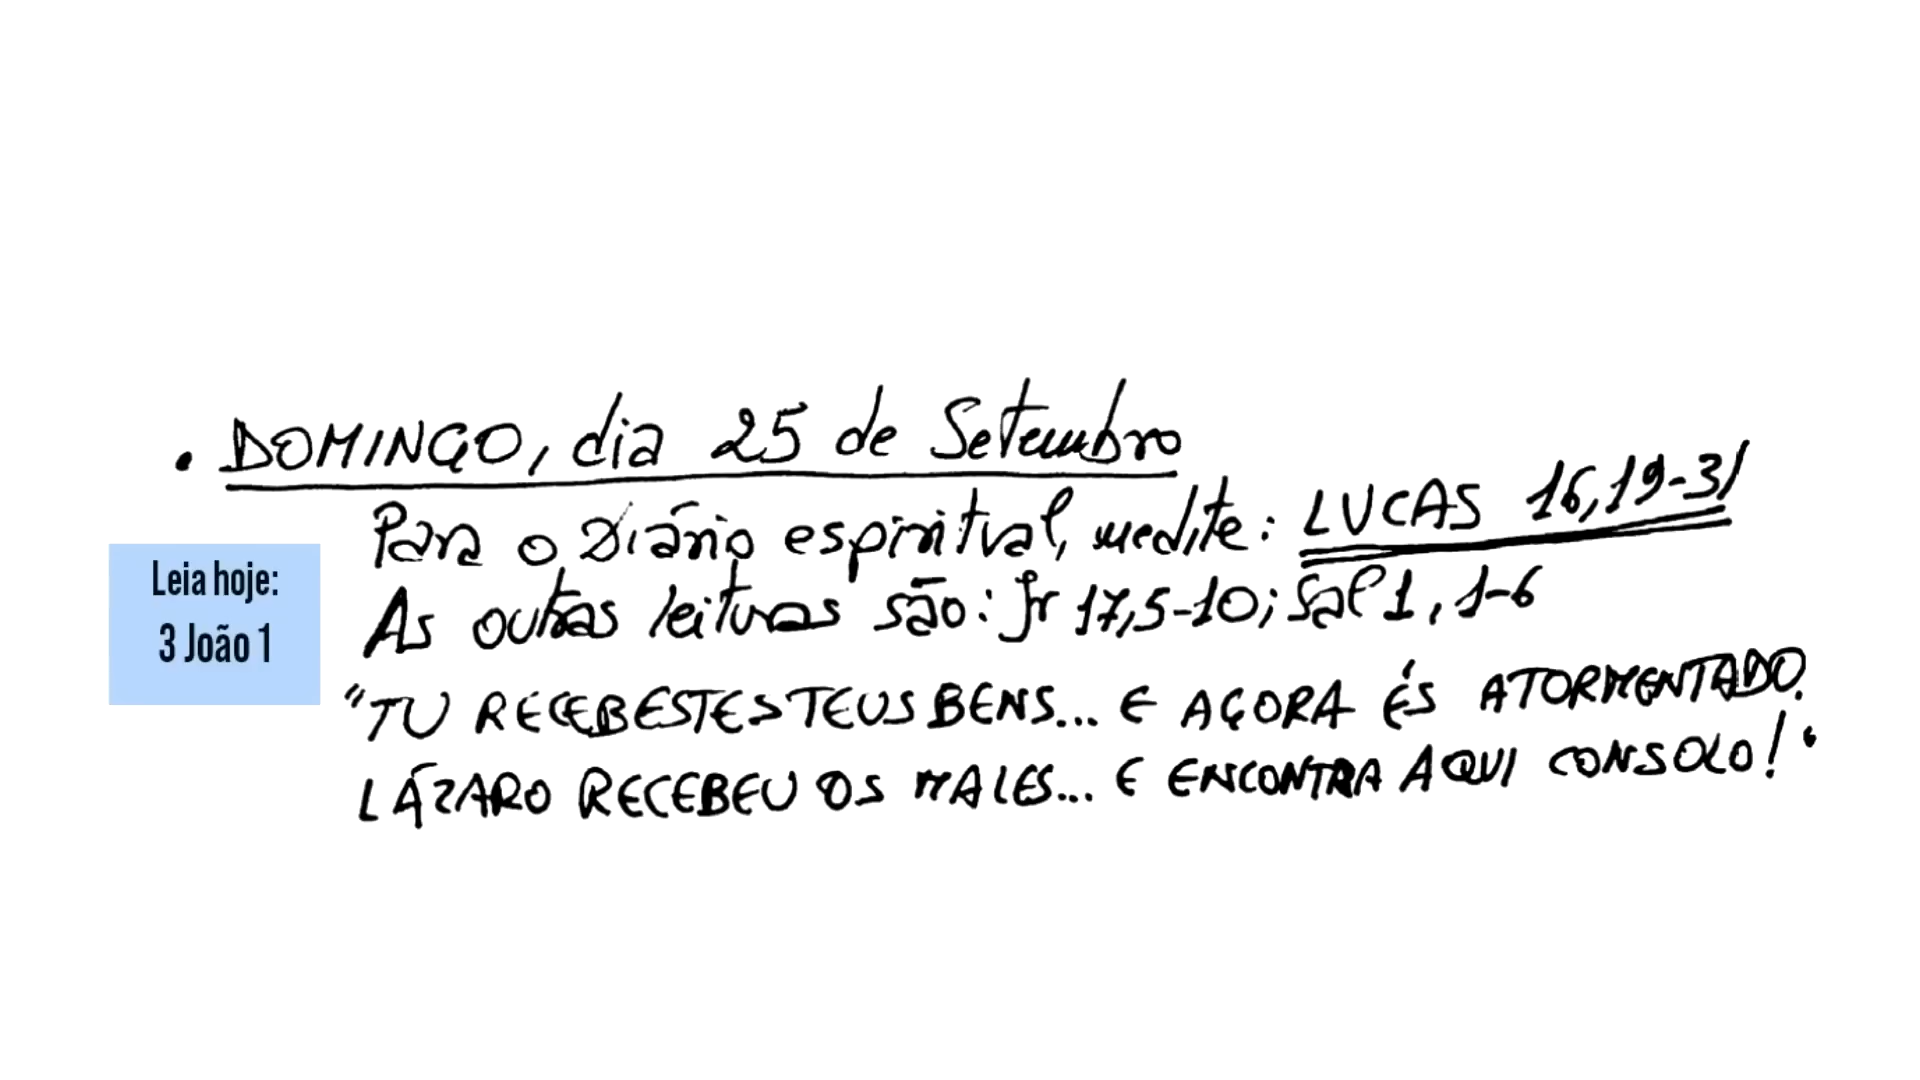 • DOMINGO, dia 25 de Setembro
Para o Diário espiritual, medite: LUCAS 16,19-31
Leia hoje:
3 João 1
As outras leituras são: Jr 17,5-10; Sal 1, 1-6
"TU RECEBESTES TEUS BENS... E AGORA ÉS ATORMENTADO.
LÁZARO RECEBEU OS MALES... E ENCONTRA AQUI CONSOLO!"